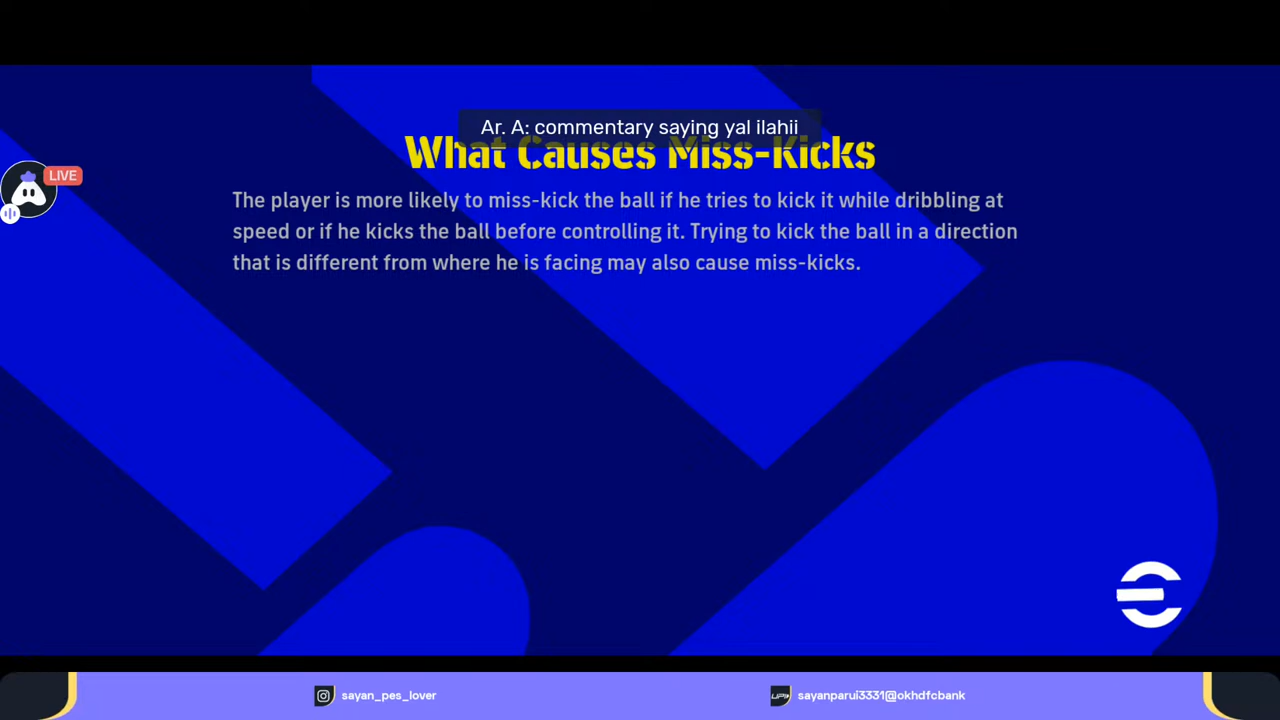 Ar. A: commentary saying yal ilahii
What Causes Miss-Kicks
LIVE
The player is more likely to miss-kick the ball if he tries to kick it while dribbling at
speed or if he kicks the ball before controlling it. Trying to kick the ball in a direction
that is different from where he is facing may also cause miss-kicks.
sayan_pes_lover
UPI
sayanparui3331@okhdfcbank